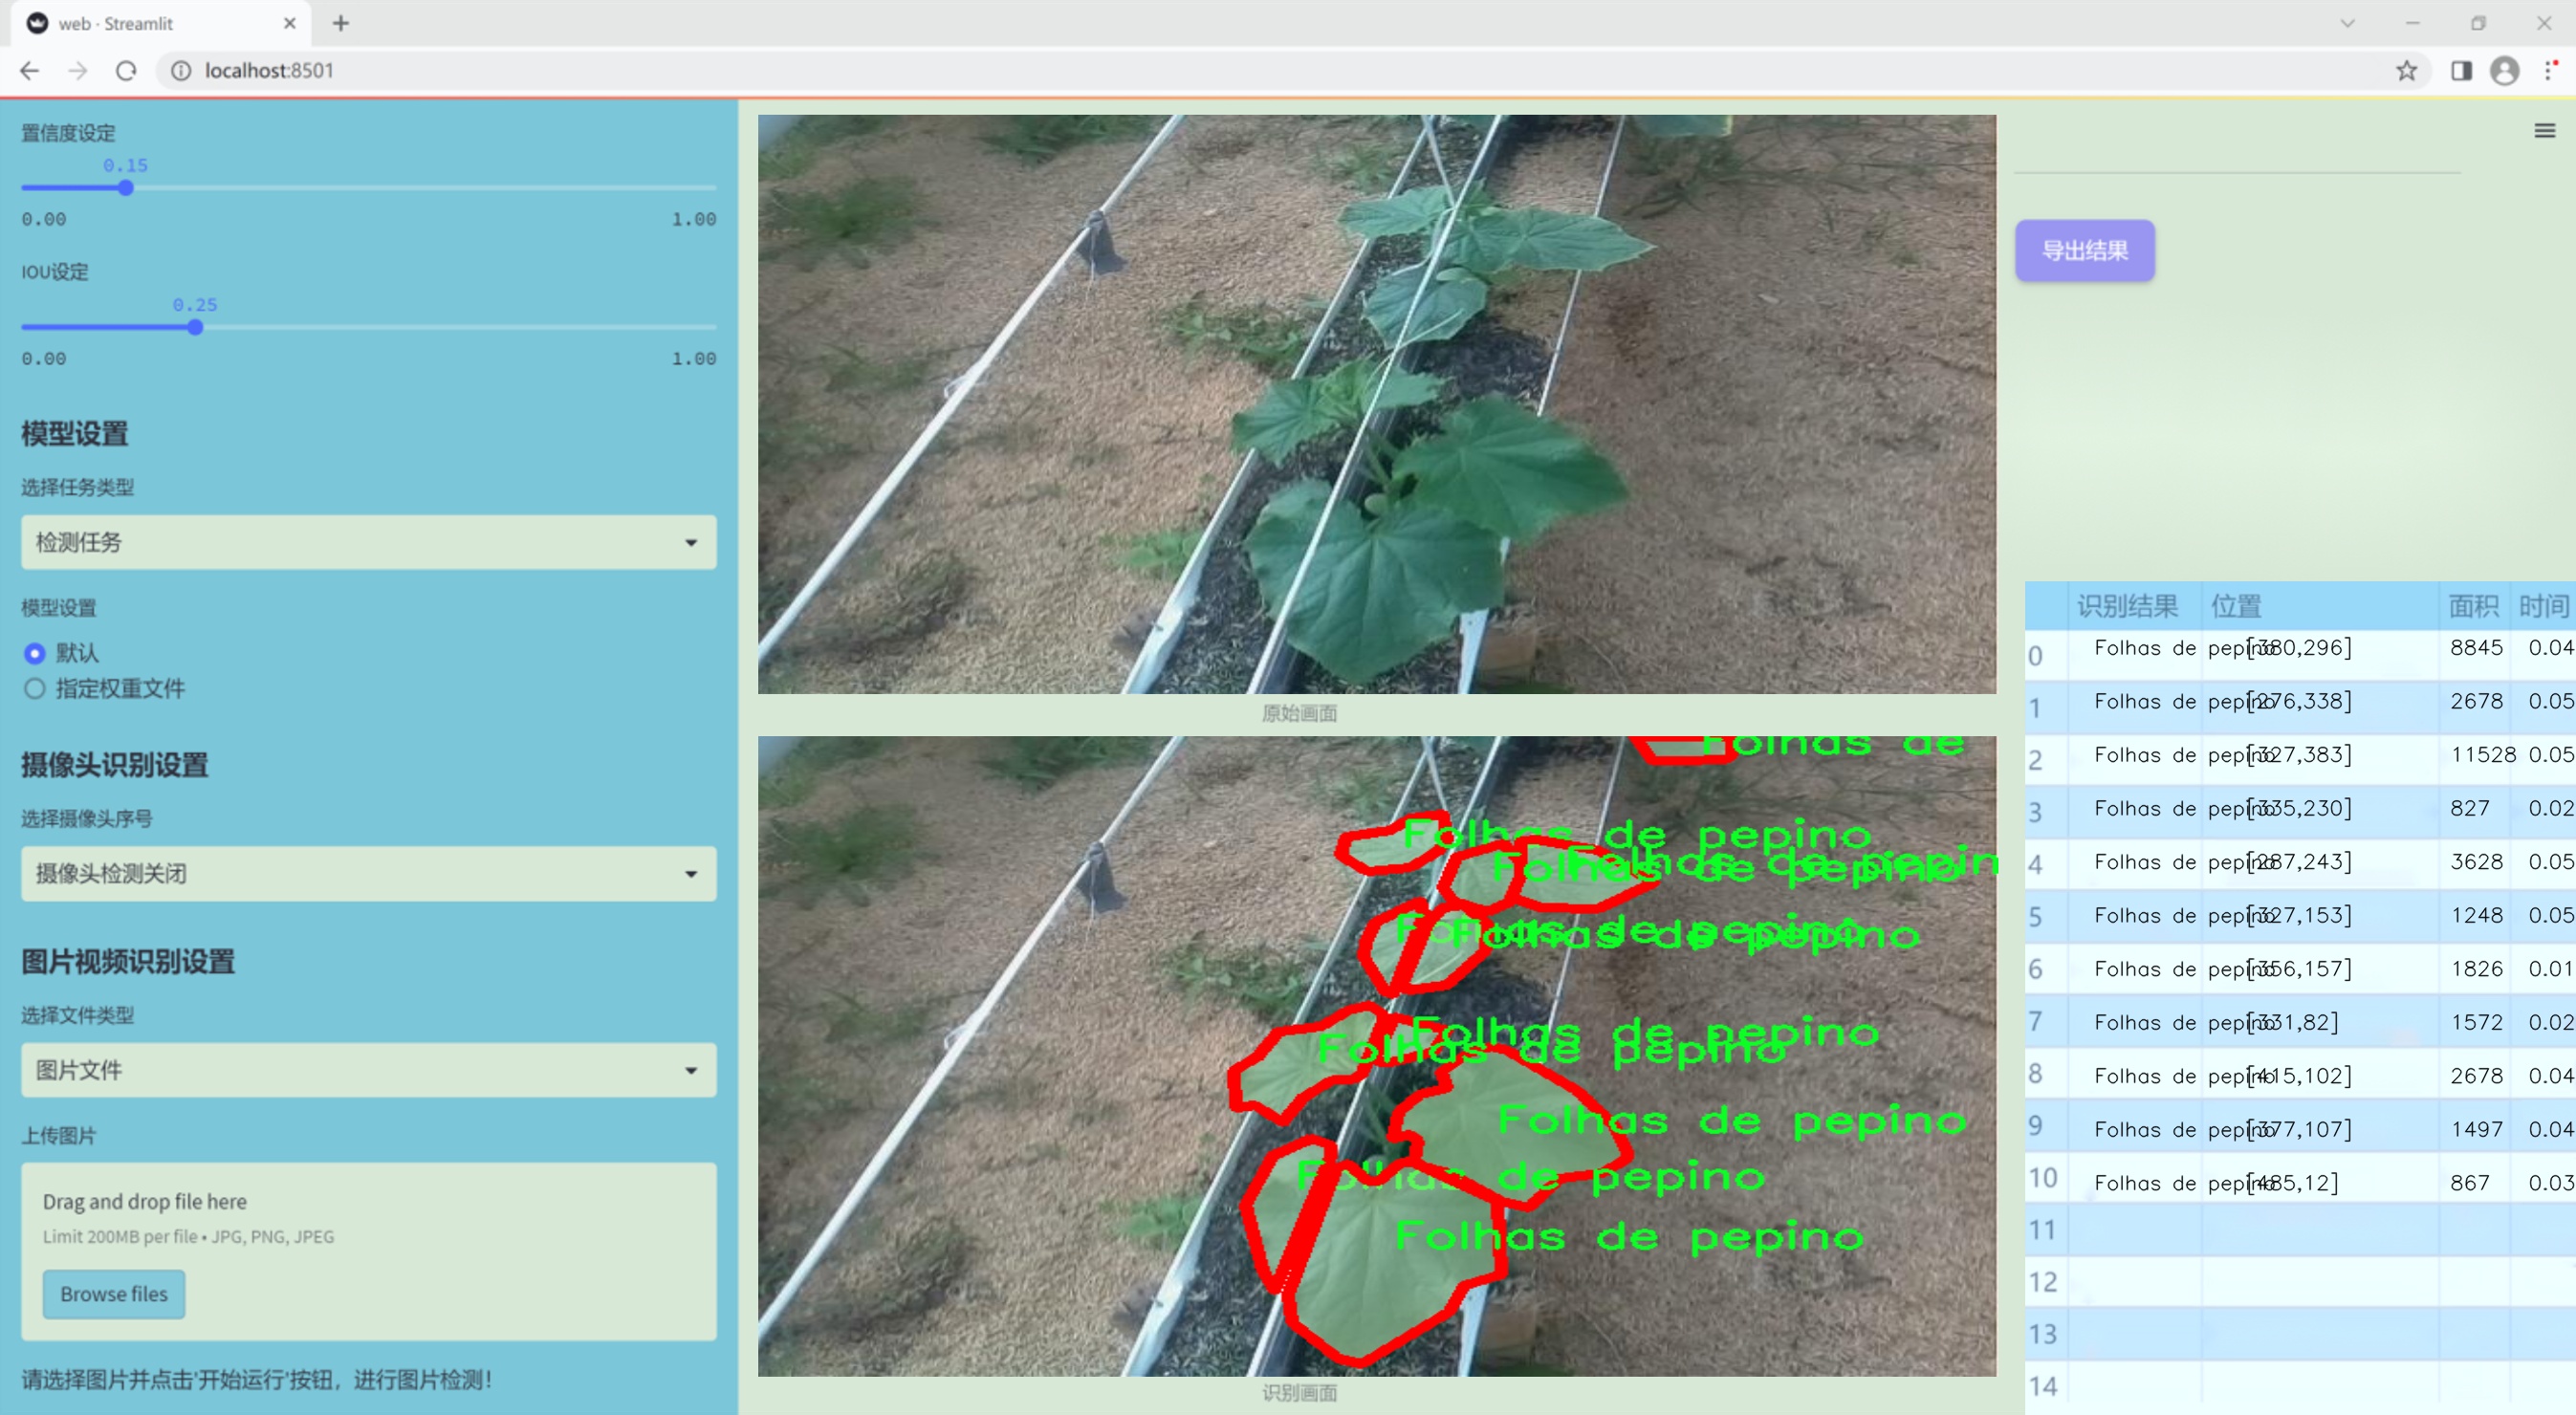 web · Streamlit
localhost:8501
置信度设定
0.15
0.00 1.00
IOU设定
0.25
0.00 1.00
模型设置
选择任务类型
检测任务
模型设置
默认
指定权重文件
摄像头识别设置
选择摄像头序号
摄像头检测关闭
图片视频识别设置
选择文件类型
图片文件
上传图片
Drag and drop file here
Limit 200MB per file • JPG, PNG, JPEG
Browse files
请选择图片并点击'开始运行'按钮，进行图片检测！
原始画面
Folhas de
Folhas de pepino
Folhas de pepin
Folhas de pepino
Folhas de pepino
Folhas de pepino
Folhas de pepino
Folhas de pepino
Folhas de pepino
Folhas de pepino
Folhas de pepino
识别画面
导出结果
识别结果 位置 面积 时间
0 Folhas de pepino [380,296] 8845 0.04
1 Folhas de pepino [276,338] 2678 0.05
2 Folhas de pepino [327,383] 11528 0.05
3 Folhas de pepino [335,230] 827 0.02
4 Folhas de pepino [287,243] 3628 0.05
5 Folhas de pepino [327,153] 1248 0.05
6 Folhas de pepino [356,157] 1826 0.01
7 Folhas de pepino [331,82] 1572 0.02
8 Folhas de pepino [415,102] 2678 0.04
9 Folhas de pepino [377,107] 1497 0.04
10 Folhas de pepino [485,12] 867 0.03
11
12
13
14